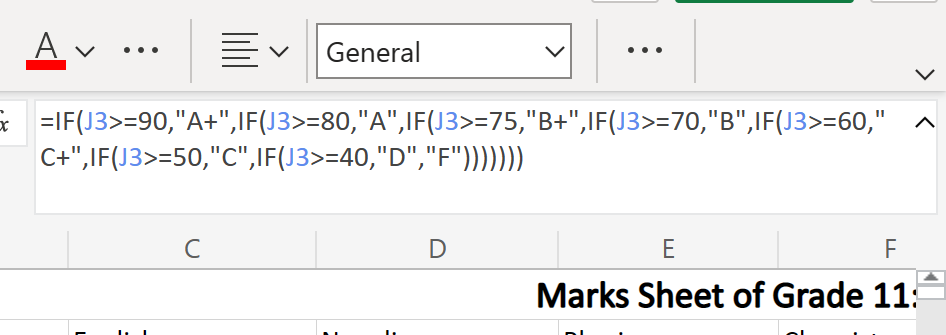 A
General
=IF(J3>=90,"A+",IF(J3>=80,"A",IF(J3>=75,"B+",IF(J3>=70,"B",IF(J3>=60,"
C+",IF(J3>=50,"C",IF(J3>=40,"D","F")))))))
C D E F
Marks Sheet of Grade 11: